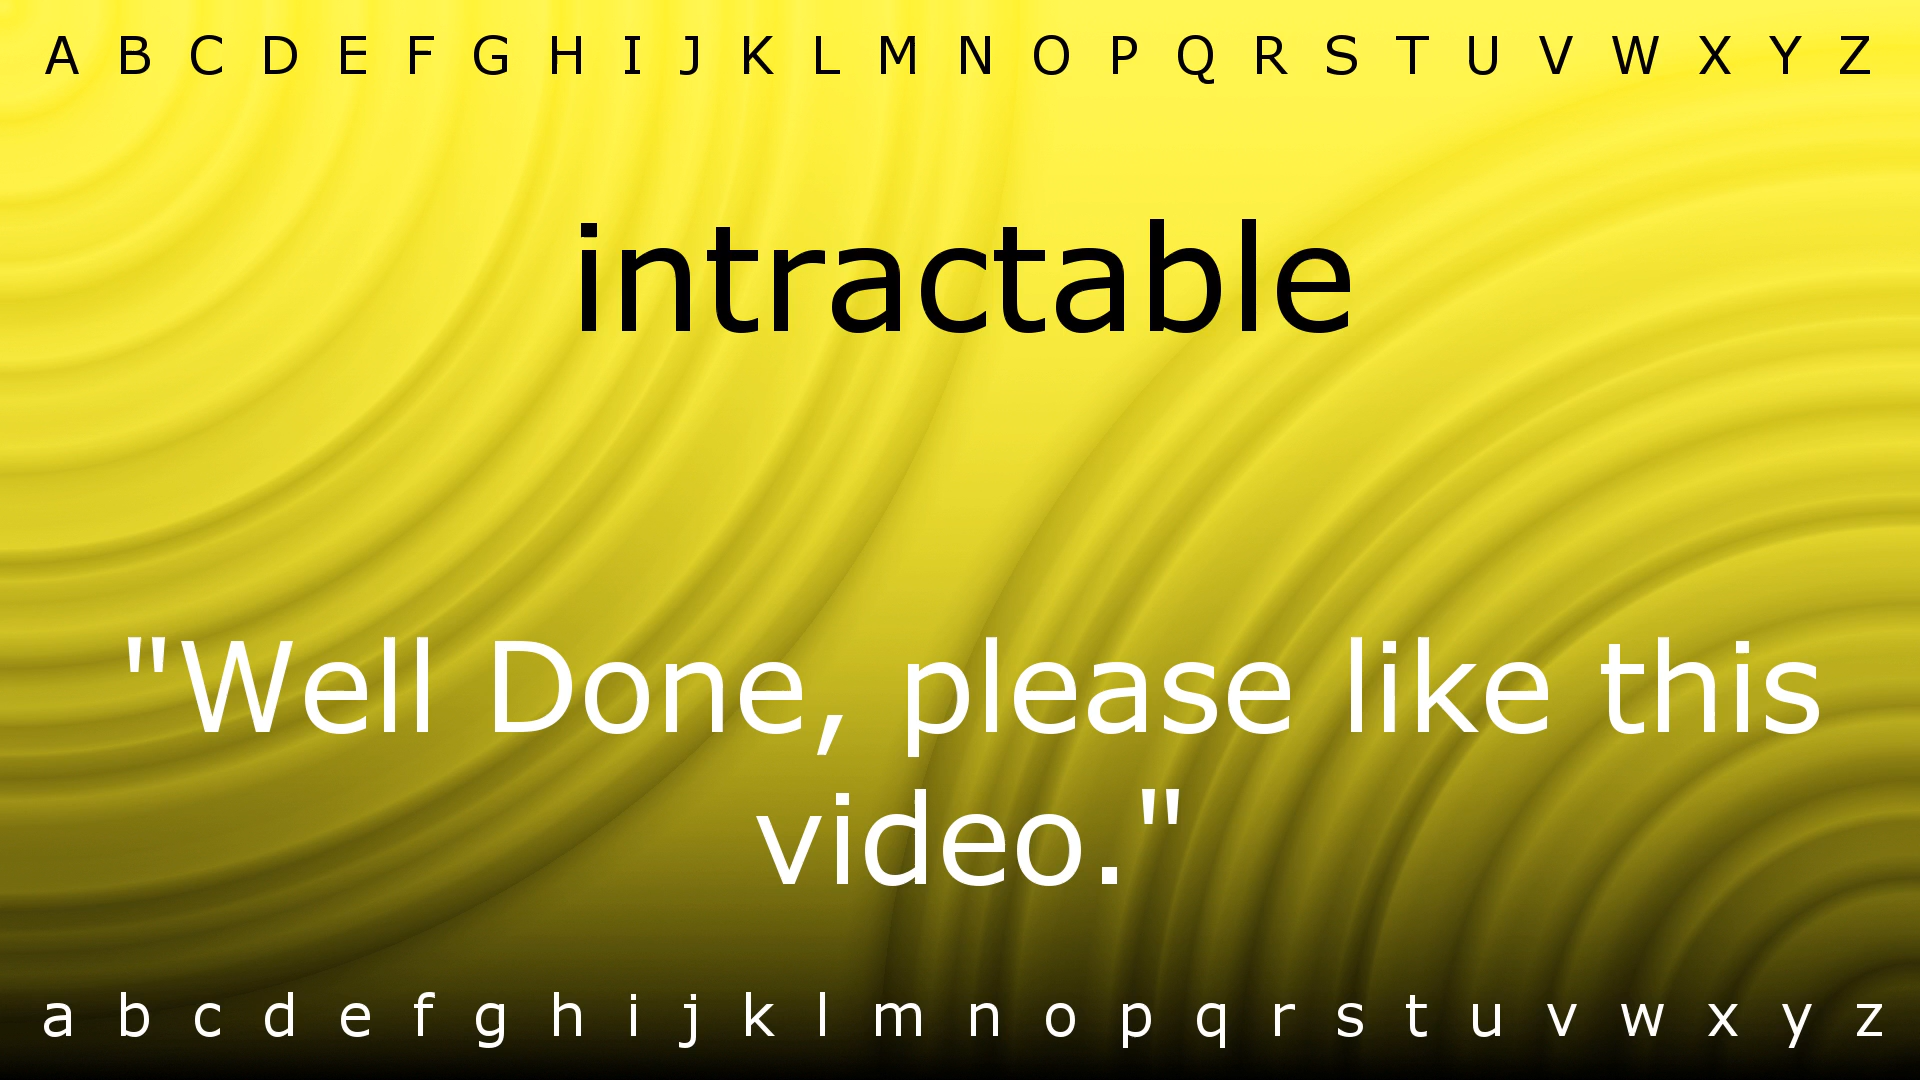 A B C D E F G H I J K L M N O P Q R S T U V W X Y Z
intractable
"Well Done, please like this
video."
a b c d e f g h i j k l m n o p q r s t u v w x y z